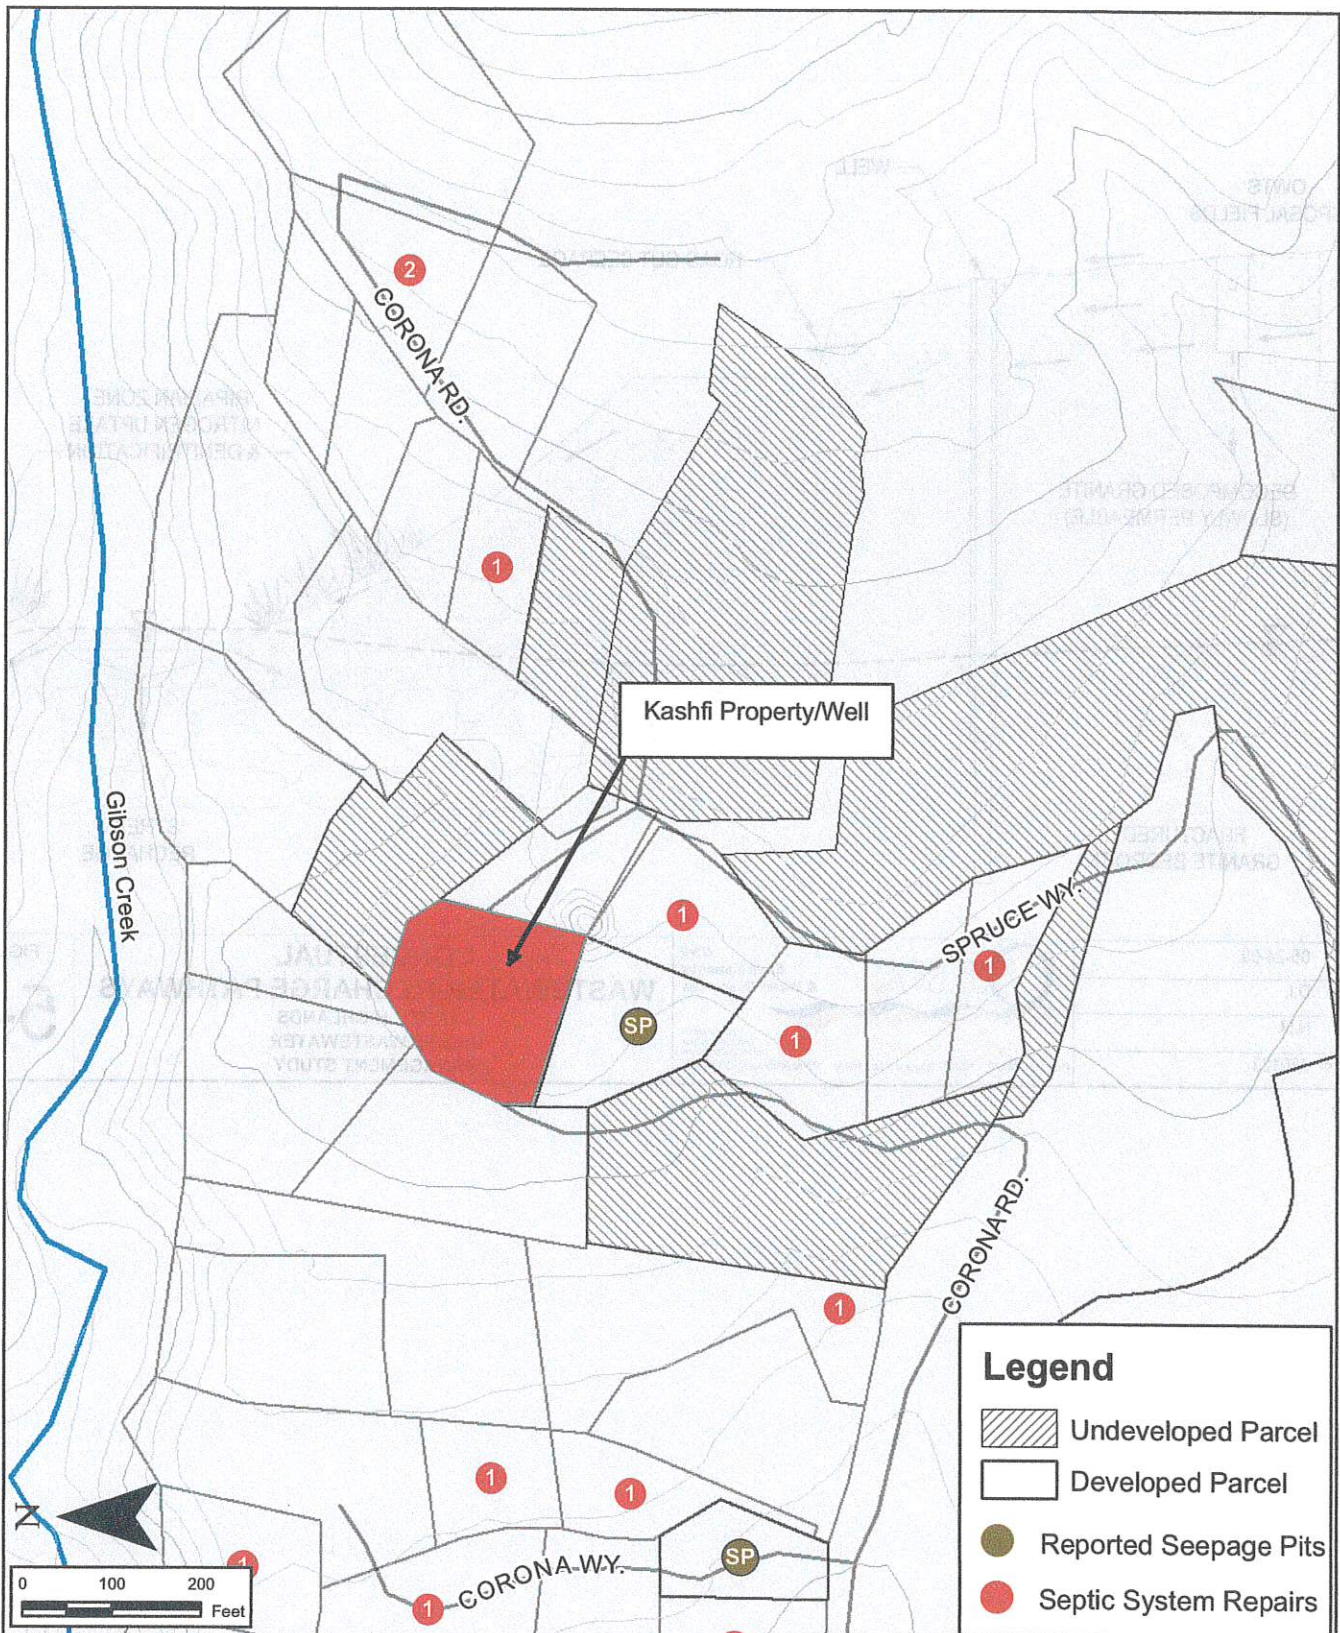 2
CORONA RD.
1
Kashfi Property/Well
Gibson Creek
1
SPRUCE WY.
1
SP
1
CORONA RD.
1
1
1
SP
CORONA WY.
1
1
N
0 100 200
Feet
Legend
Undeveloped Parcel
Developed Parcel
Reported Seepage Pits
Septic System Repairs